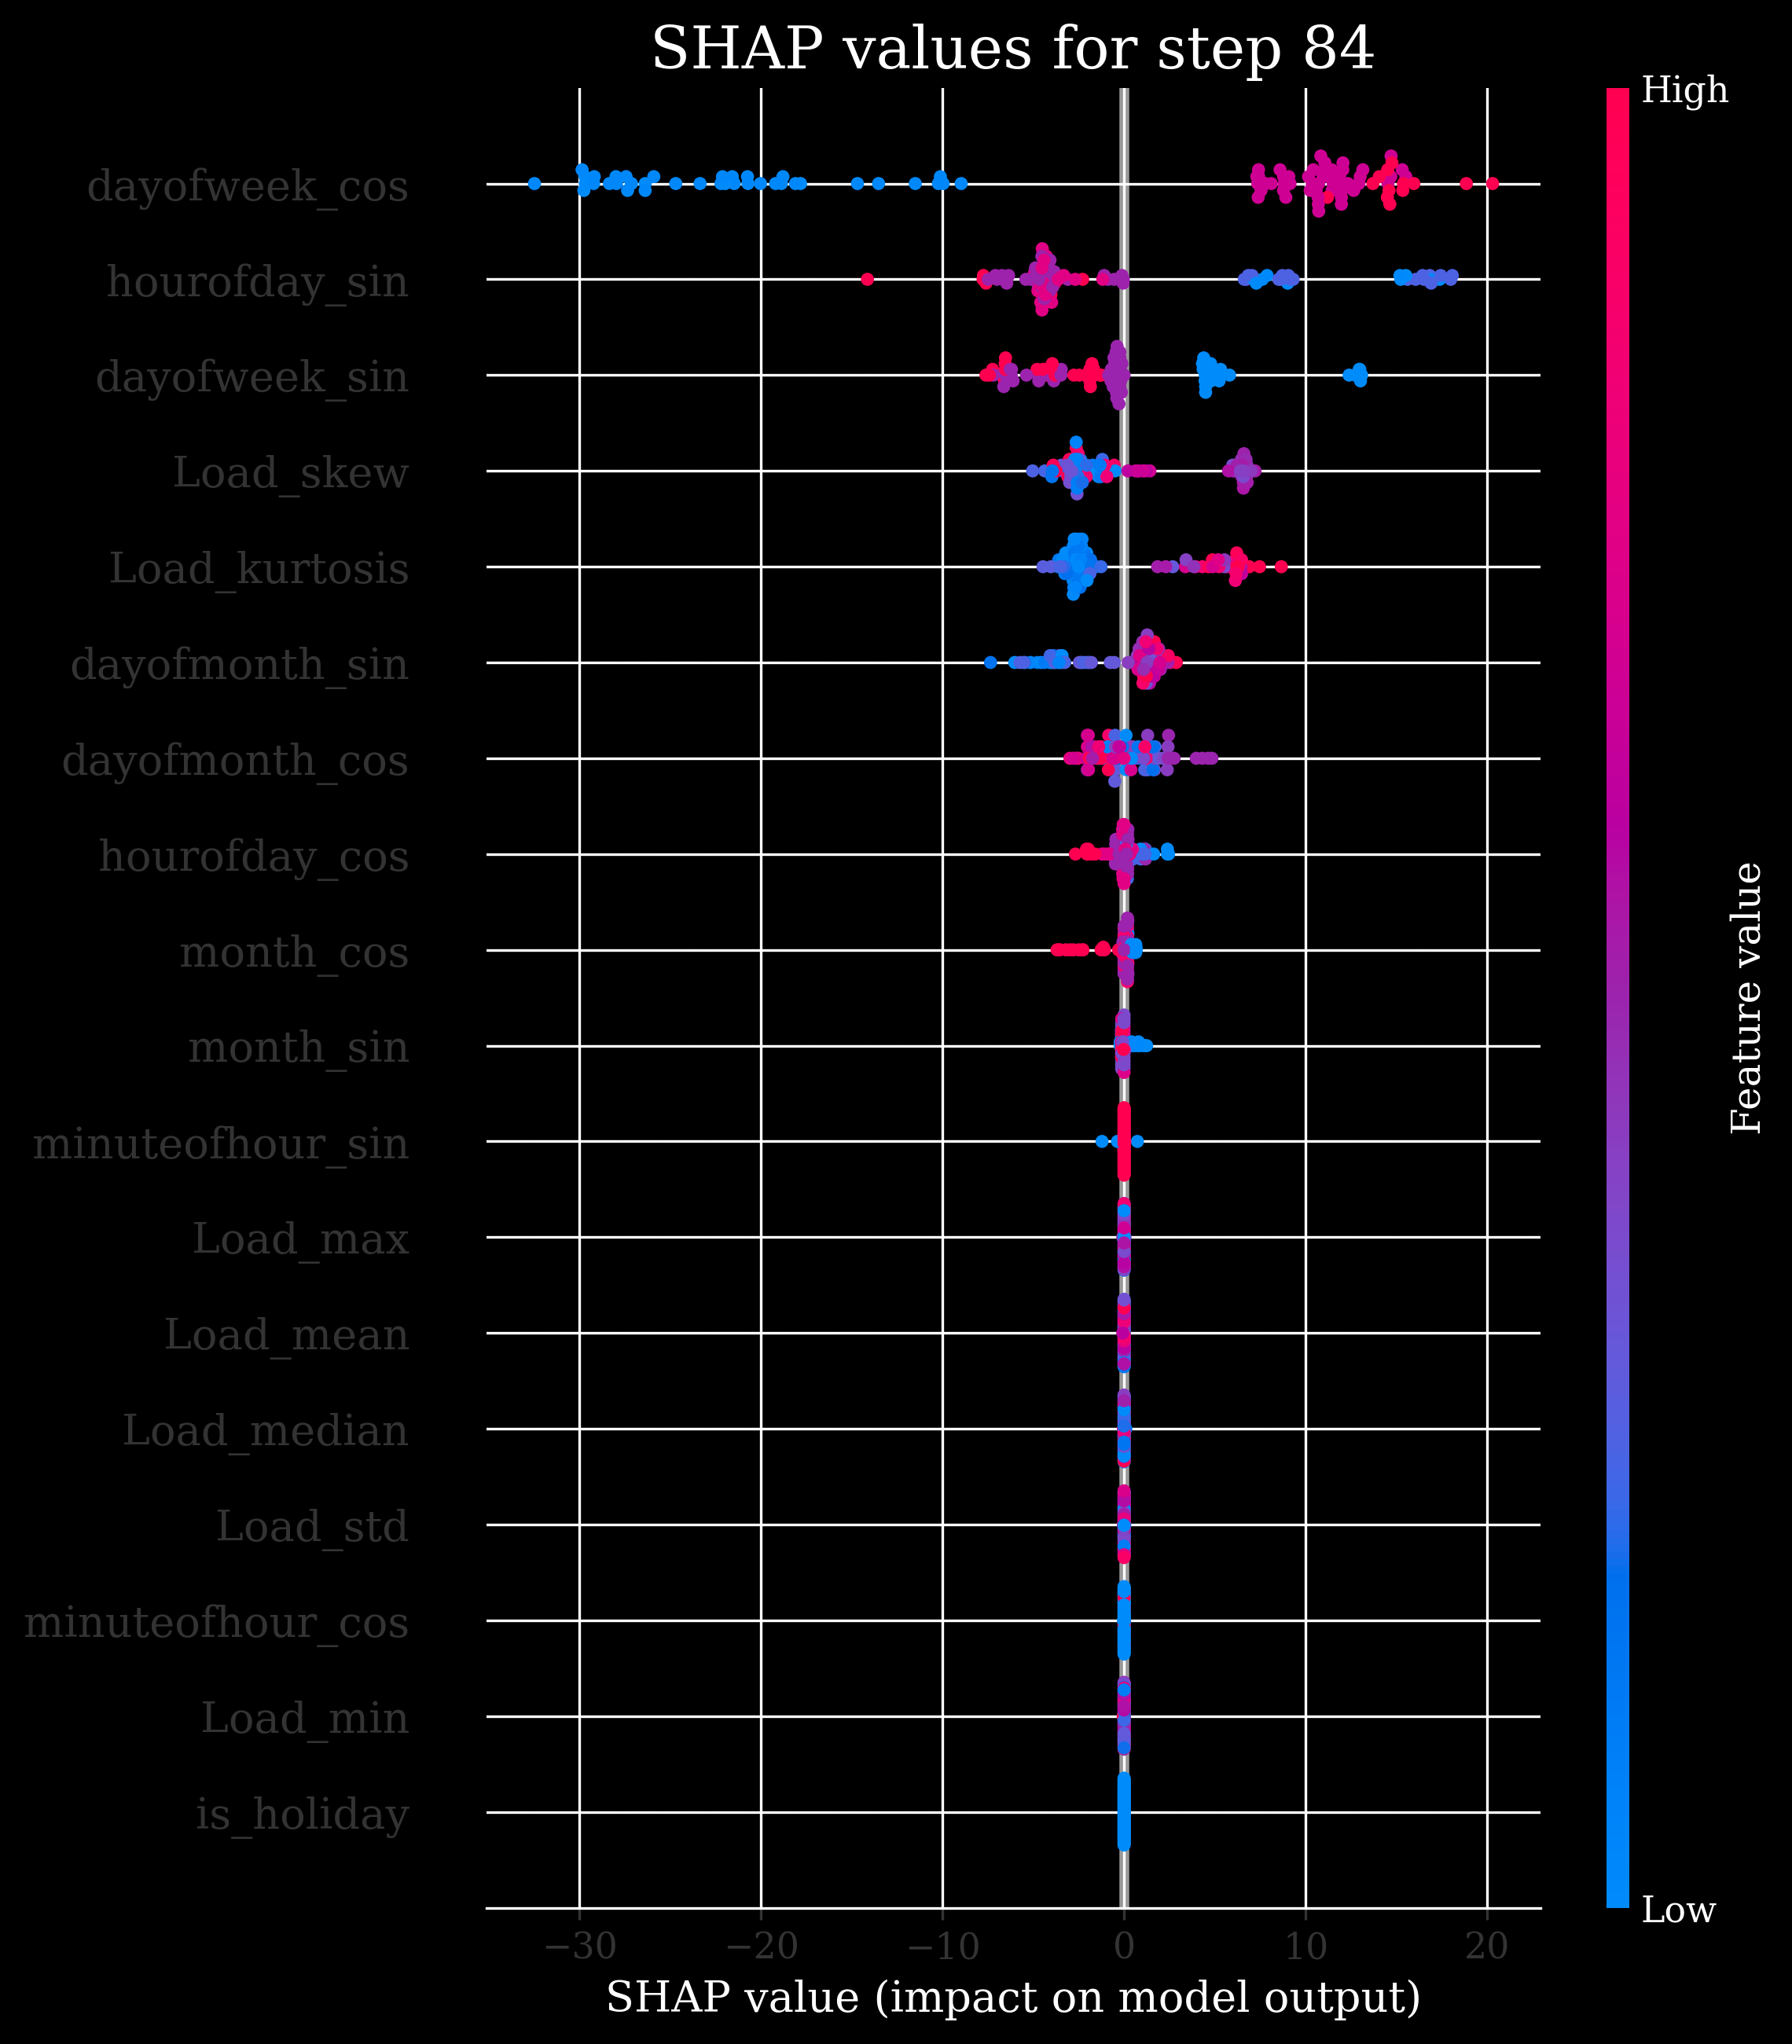 SHAP values for step 84
High
dayofweek_cos
hourofday_sin
dayofweek_sin
Load_skew
Load_kurtosis
dayofmonth_sin
dayofmonth_cos
hourofday_cos
month_cos
month_sin
minuteofhour_sin
Load_max
Load_mean
Load_median
Load_std
minuteofhour_cos
Load_min
is_holiday
Feature value
Low
−30 −20 −10 0 10 20
SHAP value (impact on model output)